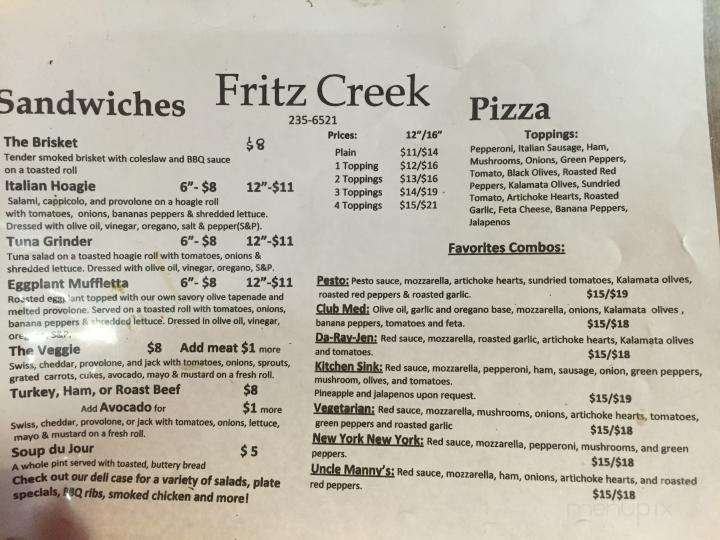 Fritz Creek
235-6521
Sandwiches
The Brisket $8
Tender smoked brisket with coleslaw and BBQ sauce
on a toasted roll
Italian Hoagie 6"- $8 12"-$11
Salami, cappicolo, and provolone on a hoagie roll
with tomatoes, onions, bananas peppers & shredded lettuce.
Dressed with olive oil, vinegar, oregano, salt & pepper(S&P).
Tuna Grinder 6"- $8 12"-$11
Tuna salad on a toasted hoagie roll with tomatoes, onions &
shredded lettuce. Dressed with olive oil, vinegar, oregano, S&P.
Eggplant Muffletta 6"- $8 12"-$11
Roasted topped with our own savory olive tapenade and
melted provolone. Served on a toasted roll with tomatoes, onions,
banana peppers & shredded lettuce. Dressed in olive oil, vinegar,
S&P.
The Veggie $8 Add meat $1 more
Swiss, cheddar, provolone, and jack with tomatoes, onions, sprouts,
grated carrots, cukes, avocado, mayo & mustard on a fresh roll.
Turkey, Ham, or Roast Beef $8
Add Avocado for $1 more
Swiss, cheddar, provolone, or jack with tomatoes, onions, lettuce,
mayo & mustard on a fresh roll.
Soup du Jour $ 5
A whole pint served with toasted, buttery bread
Check out our deli case for a variety of salads, plate
specials, BBQ ribs, smoked chicken and more!
Prices: 12"/16"
Plain $11/$14
1 Topping $12/$16
2 Toppings $13/$16
3 Toppings $14/$19
4 Toppings $15/$21
Pizza
Toppings:
Pepperoni, Italian Sausage, Ham,
Mushrooms, Onions, Green Peppers,
Tomato, Black Olives, Roasted Red
Peppers, Kalamata Olives, Sundried
Tomato, Artichoke Hearts, Roasted
Garlic, Feta Cheese, Banana Peppers,
Jalapenos
Favorites Combos:
Pesto: Pesto sauce, mozzarella, artichoke hearts, sundried tomatoes, Kalamata olives,
roasted red peppers & roasted garlic. $15/$19
Club Med: Olive oil, garlic and oregano base, mozzarella, onions, Kalamata olives ,
banana peppers, tomatoes and feta. $15/$18
Da-Ray-Jen: Red sauce, mozzarella, roasted garlic, artichoke hearts, Kalamata olives
and tomatoes. $15/$18
Kitchen Sink: Red sauce, mozzarella, pepperoni, ham, sausage, onion, green peppers,
mushroom, olives, and tomatoes.
Pineapple and jalapenos upon request. $15/$19
Vegetarian: Red sauce, mozzarella, mushrooms, onions, artichoke hearts, tomatoes,
green peppers and roasted garlic $15/$18
New York New York: Red sauce, mozzarella, pepperoni, mushrooms, and green
peppers. $15/$18
Uncle Manny's: Red sauce, mozzarella, ham, onions, artichoke hearts, and roasted
red peppers. $15/$18
menupix